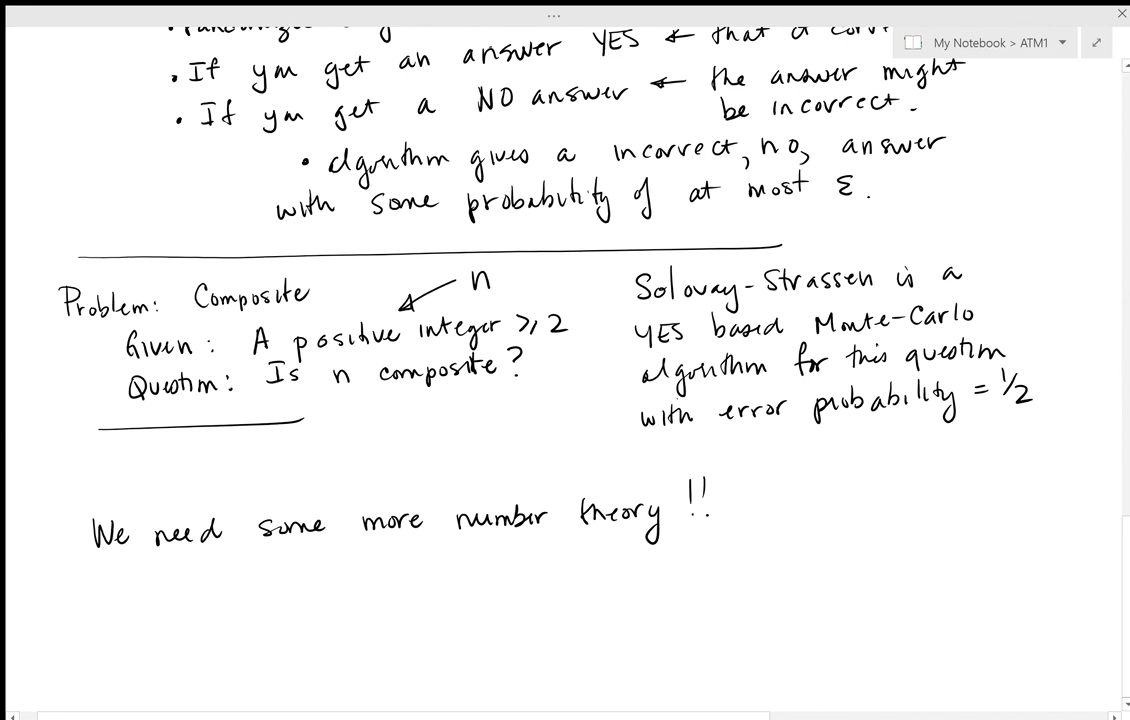 My Notebook > ATM1
. If you get an answer YES ← that
. If you get a NO answer ← the answer might
be incorrect.
. algorithm gives a incorrect, no, answer
with some probability of at most ε.
Problem: Composite
n
Given: A positive integer ≥ 2
Question: Is n composite?
Solovay-Strassen is a
YES based Monte-Carlo
algorithm for this question
with error probability = 1/2
We need some more number theory !!